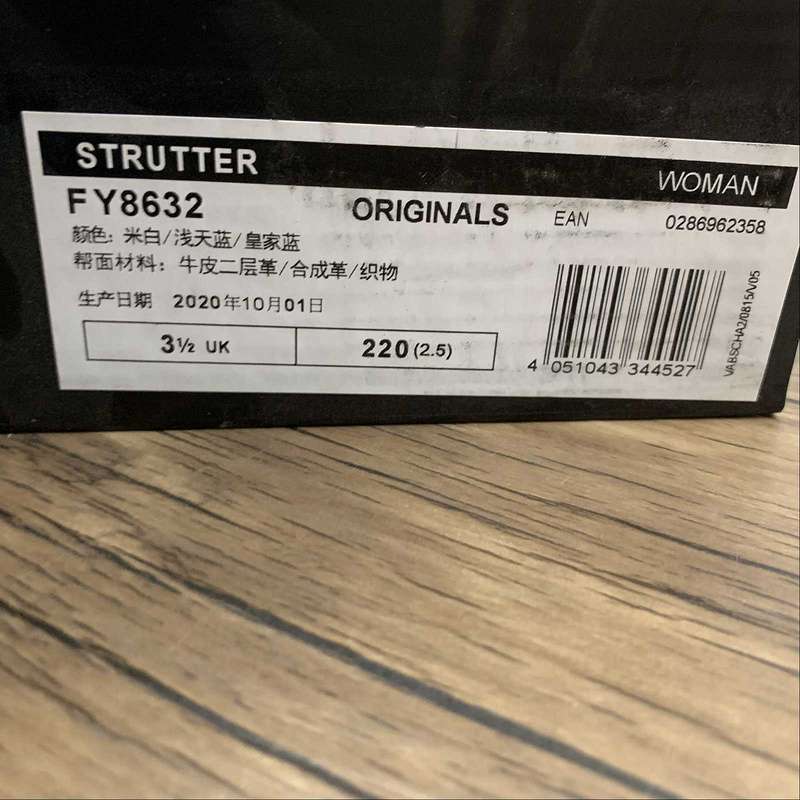 STRUTTER
WOMAN
FY8632
ORIGINALS
EAN
0286962358
颜色: 米白/浅天蓝/皇家蓝
帮面材料: 牛皮二层革/合成革/织物
生产日期 2020年10月01日
3½ UK
220 (2.5)
4 051043 344527
VABSCHA2/0815/V05